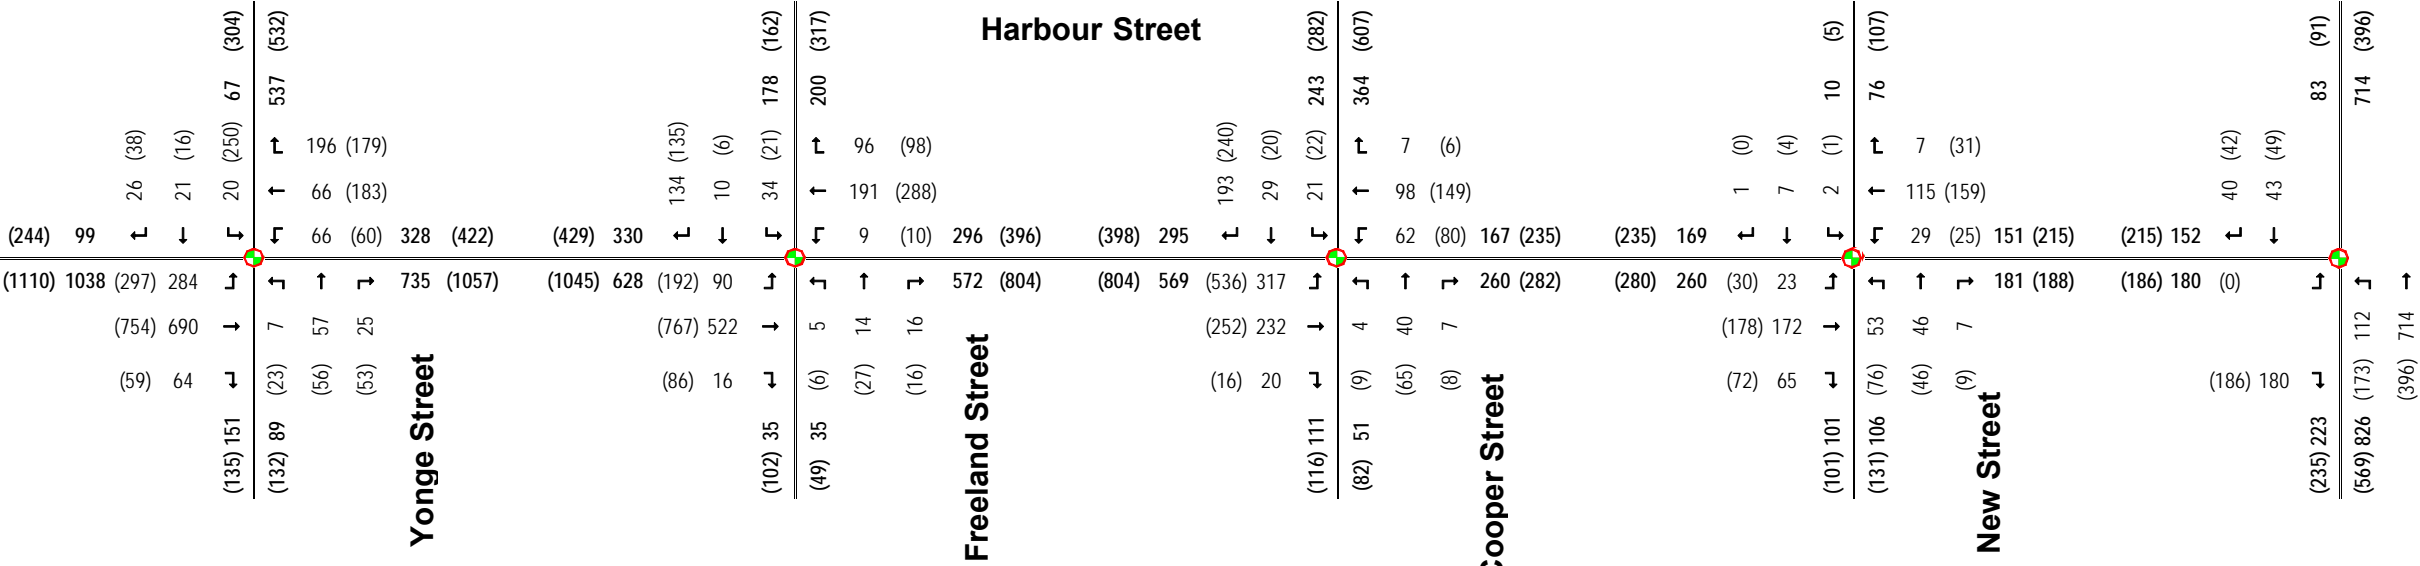 (304) (532) (162) (317) Harbour Street (282) (607) (5) (107) (91) (396)
67 537 178 200 243 364 10 76 83 714
(38) (16) (250) 196 (179) (135) (6) (21) 96 (98) (240) (20) (22) 7 (6) (0) (4) (1) 7 (31) (42) (49)
26 21 20 66 (183) 134 10 34 191 (288) 193 29 21 98 (149) 1 7 2 115 (159) 40 43
(244) 99 66 (60) 328 (422) (429) 330 9 (10) 296 (396) (398) 295 62 (80) 167 (235) (235) 169 29 (25) 151 (215) (215) 152
(1110) 1038 (297) 284 735 (1057) (1045) 628 (192) 90 572 (804) (804) 569 (536) 317 260 (282) (280) 260 (30) 23 181 (188) (186) 180 (0)
(754) 690 7 57 25 (767) 522 5 14 16 (252) 232 4 40 7 (178) 172 53 46 7 112 714
(59) 64 (23) (56) (53) (86) 16 (6) (27) (16) (16) 20 (9) (65) (8) (72) 65 (76) (46) (9) (186) 180 (173) (396)
(135) 151 (132) 89 (102) 35 (49) 35 (116) 111 (82) 51 (101) 101 (131) 106 (235) 223 (569) 826
Yonge Street
Freeland Street
Cooper Street
New Street